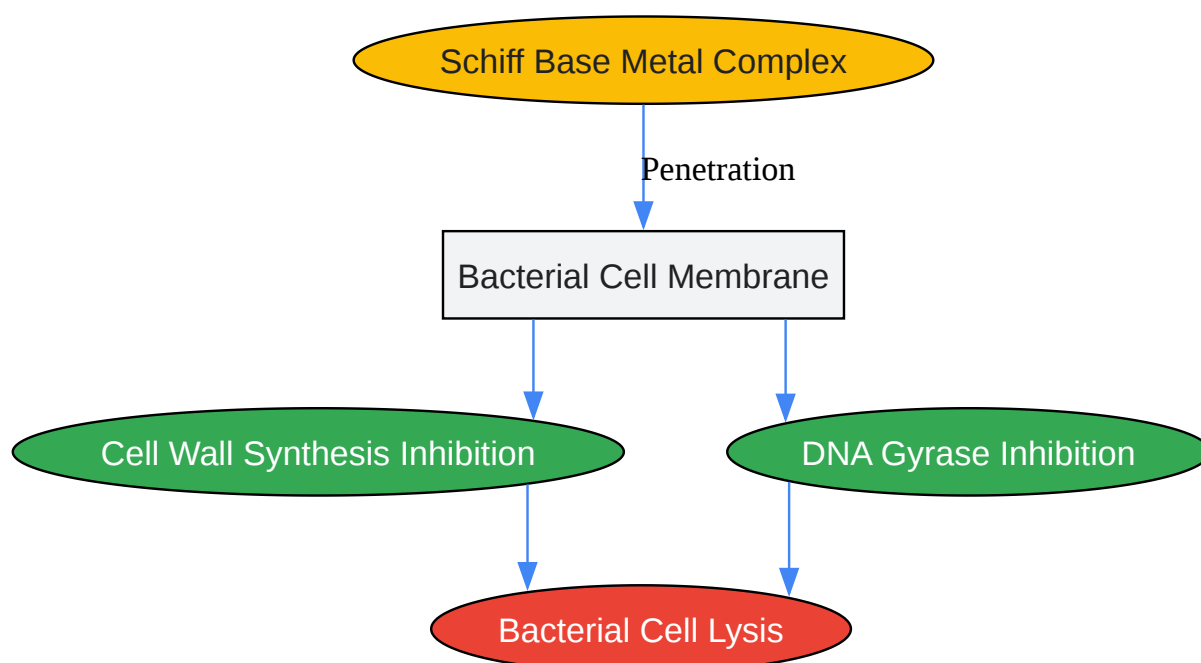 Schiff Base Metal Complex
Penetration
Bacterial Cell Membrane
Cell Wall Synthesis Inhibition
DNA Gyrase Inhibition
Bacterial Cell Lysis